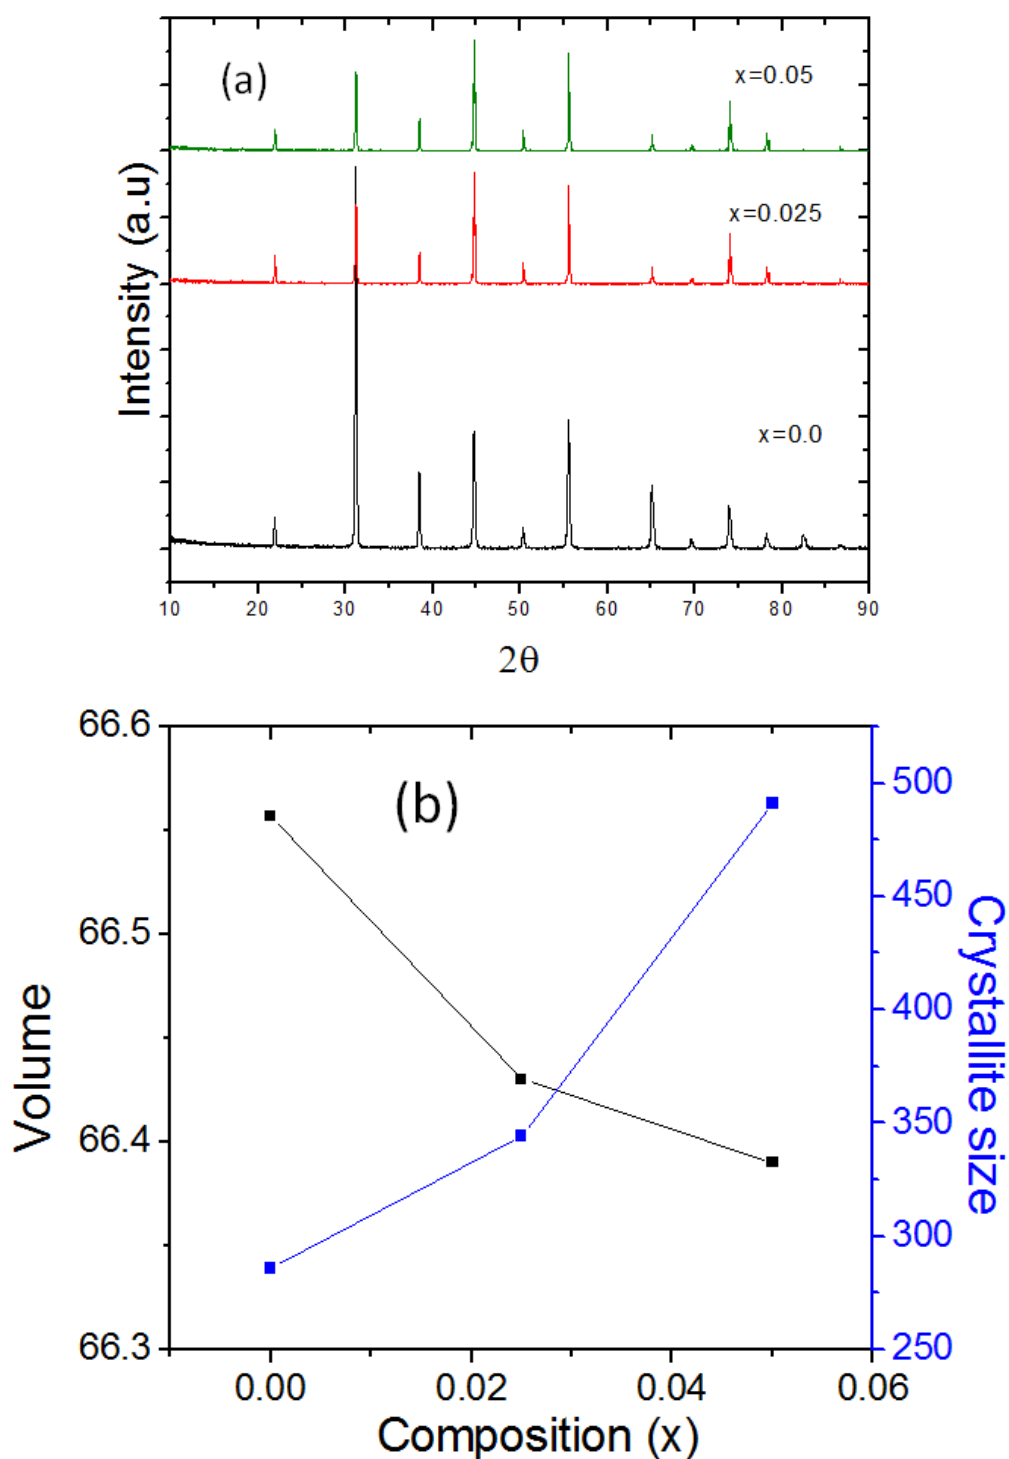 (a)
x=0.05
x=0.025
x=0.0
Intensity (a.u)
10 20 30 40 50 60 70 80 90
2θ
(b)
66.6
66.5
66.4
66.3
Volume
500
450
400
350
300
250
Crystallite size
0.00 0.02 0.04 0.06
Composition (x)